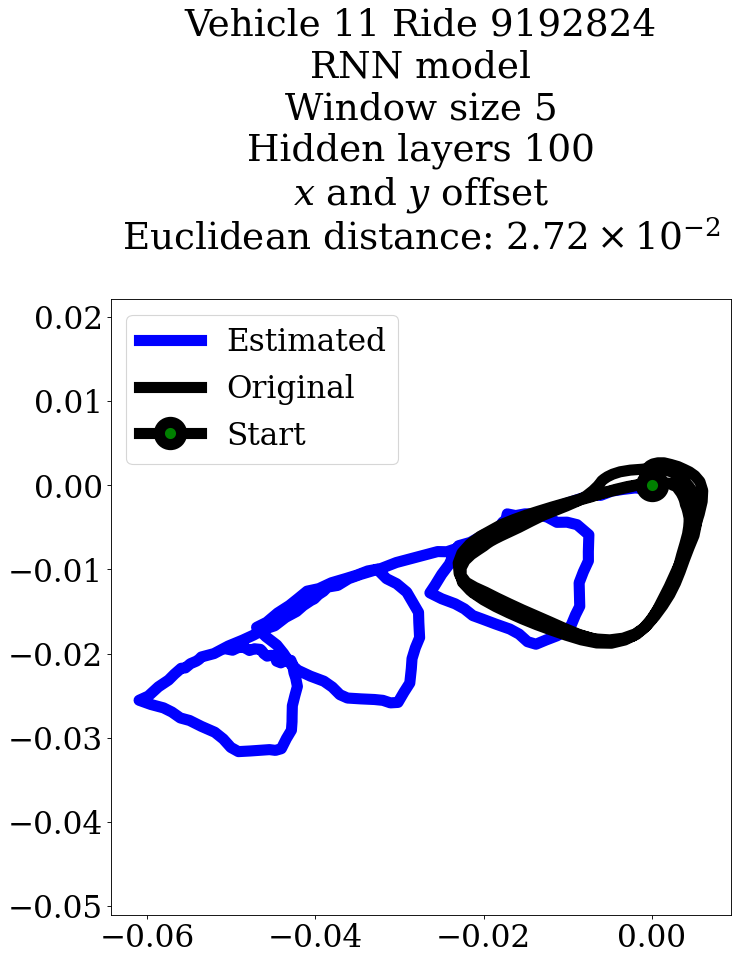 Vehicle 11 Ride 9192824
RNN model
Window size 5
Hidden layers 100
x and y offset
Euclidean distance: 2.72 × 10⁻²
Estimated
Original
Start
0.02
0.01
0.00
−0.01
−0.02
−0.03
−0.04
−0.05
−0.06 −0.04 −0.02 0.00